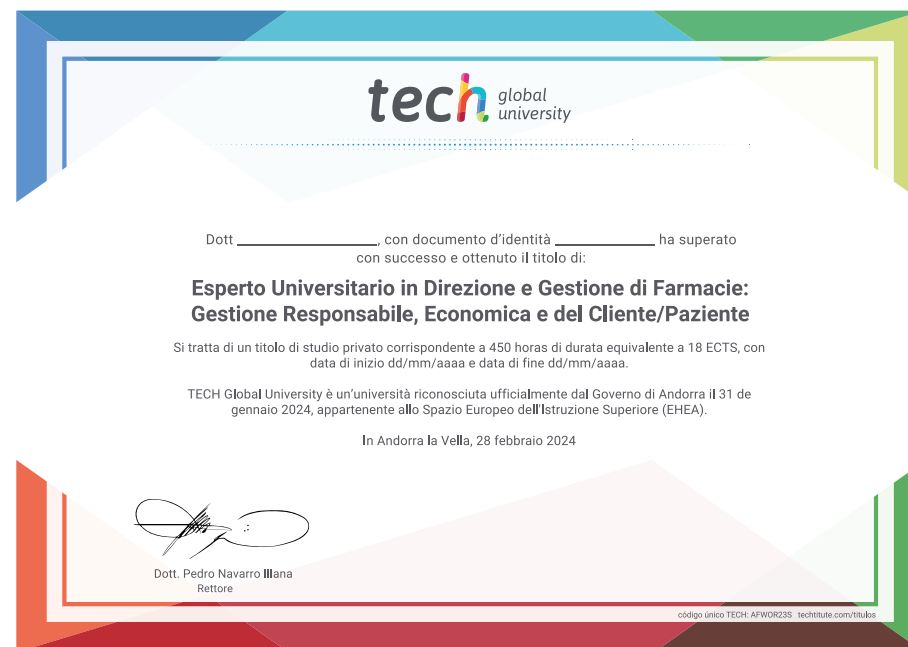 tech global university
Dott ____________, con documento d'identità ____________ ha superato
con successo e ottenuto il titolo di:
Esperto Universitario in Direzione e Gestione di Farmacie:
Gestione Responsabile, Economica e del Cliente/Paziente
Si tratta di un titolo di studio privato corrispondente a 450 horas di durata equivalente a 18 ECTS, con
data di inizio dd/mm/aaaa e data di fine dd/mm/aaaa.
TECH Global University è un'università riconosciuta ufficialmente dal Governo di Andorra il 31 de
gennaio 2024, appartenente allo Spazio Europeo dell'Istruzione Superiore (EHEA).
In Andorra la Vella, 28 febbraio 2024
Dott. Pedro Navarro Illana
Rettore
código único TECH: AFWOR23S techtitute.com/titulos